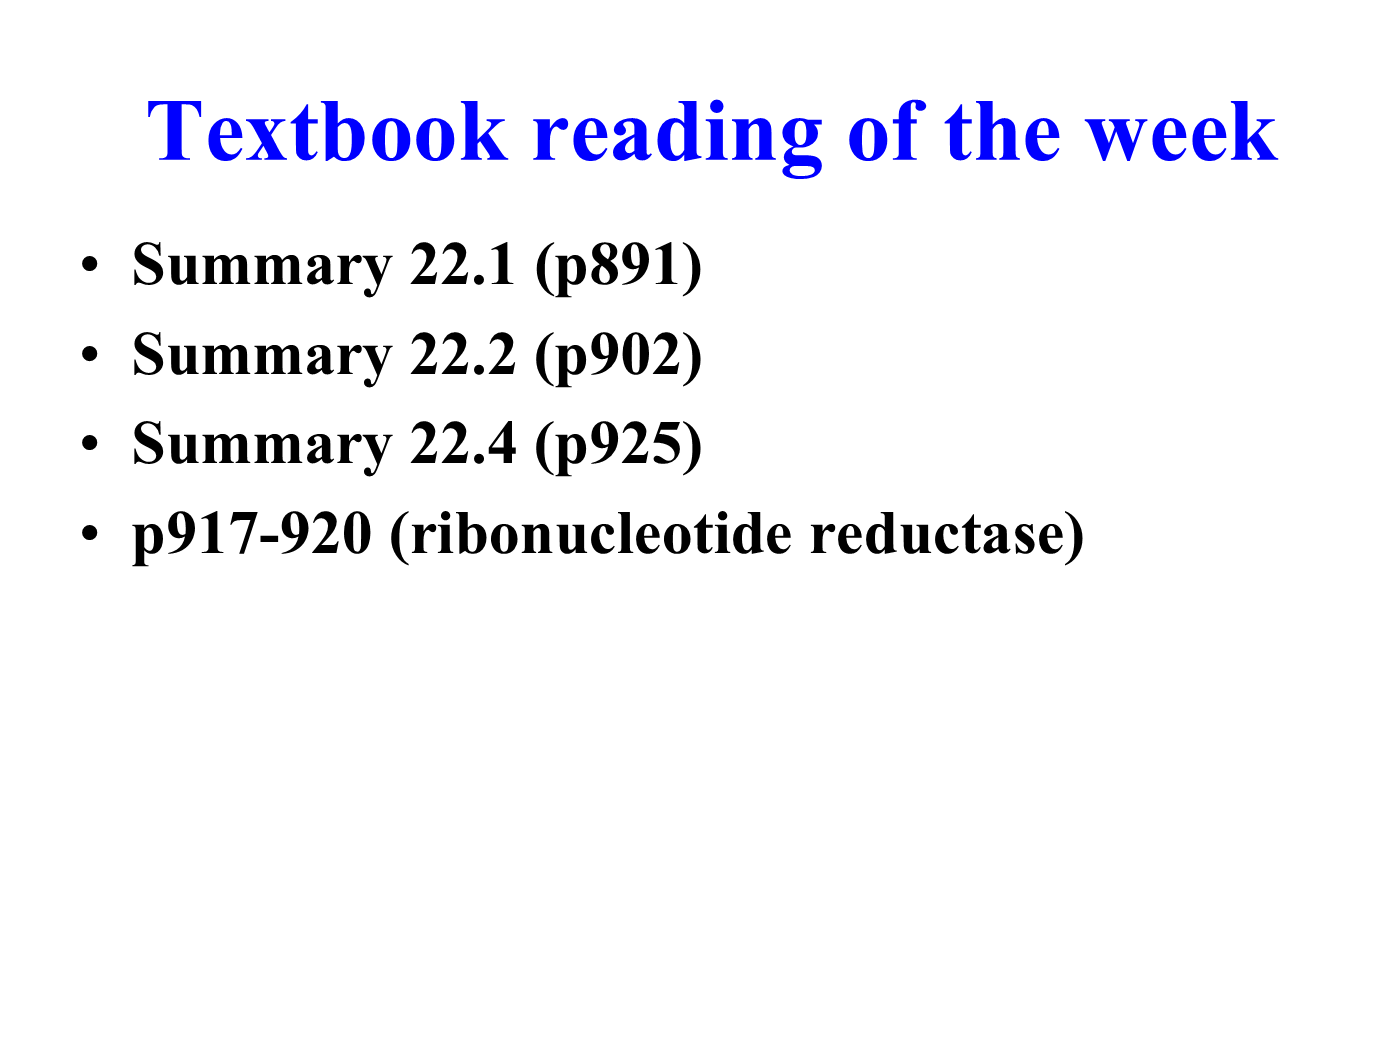 Textbook reading of the week
• Summary 22.1 (p891)
• Summary 22.2 (p902)
• Summary 22.4 (p925)
• p917-920 (ribonucleotide reductase)